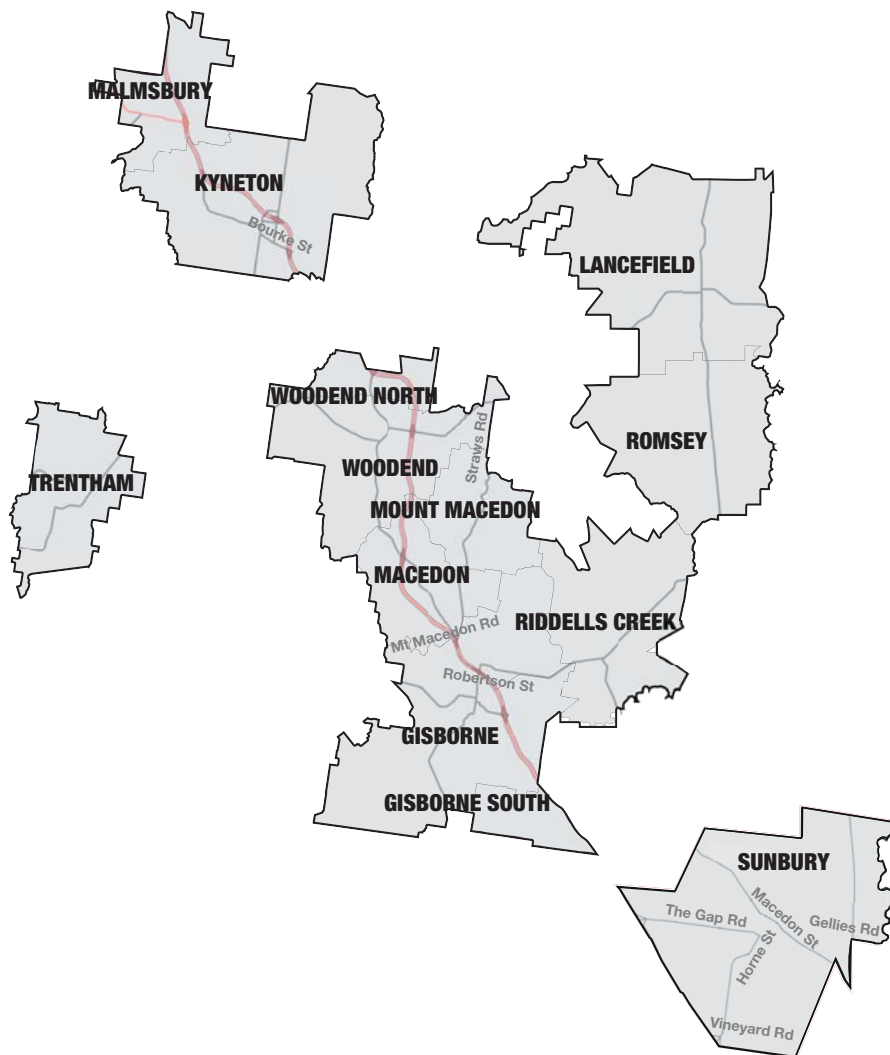 MALMSBURY
KYNETON
Bourke St
LANCEFIELD
WOODEND NORTH
Straws Rd
ROMSEY
WOODEND
TRENTHAM
MOUNT MACEDON
MACEDON
RIDDELLS CREEK
Mt Macedon Rd
Robertson St
GISBORNE
GISBORNE SOUTH
SUNBURY
Macedon St
The Gap Rd
Gellies Rd
Horne St
Vineyard Rd